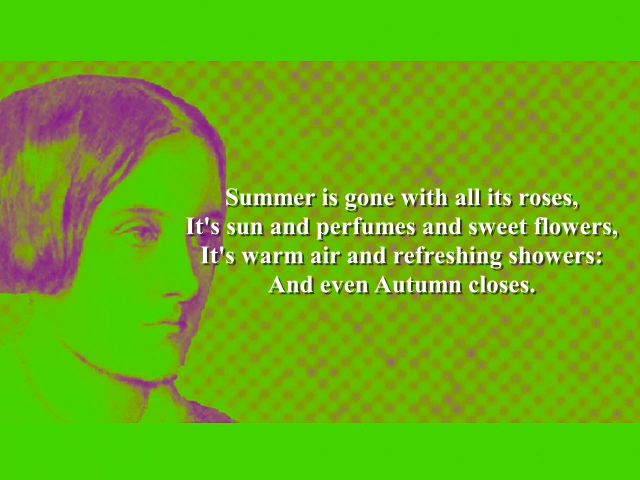 Summer is gone with all its roses,
It's sun and perfumes and sweet flowers,
It's warm air and refreshing showers:
And even Autumn closes.